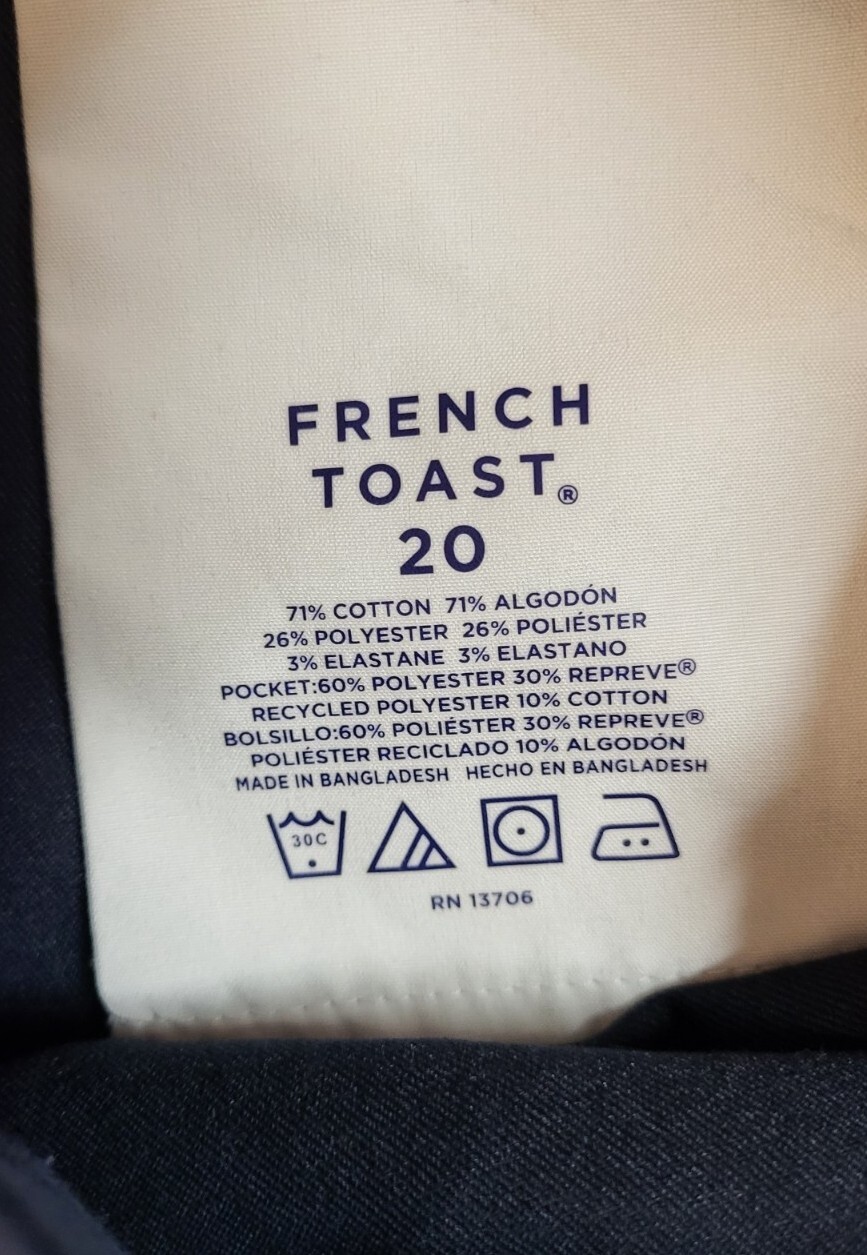 FRENCH
TOAST®
20
71% COTTON 71% ALGODÓN
26% POLYESTER 26% POLIÉSTER
3% ELASTANE 3% ELASTANO
POCKET:60% POLYESTER 30% REPREVE®
RECYCLED POLYESTER 10% COTTON
BOLSILLO:60% POLIÉSTER 30% REPREVE®
POLIÉSTER RECICLADO 10% ALGODÓN
MADE IN BANGLADESH HECHO EN BANGLADESH
30C
RN 13706